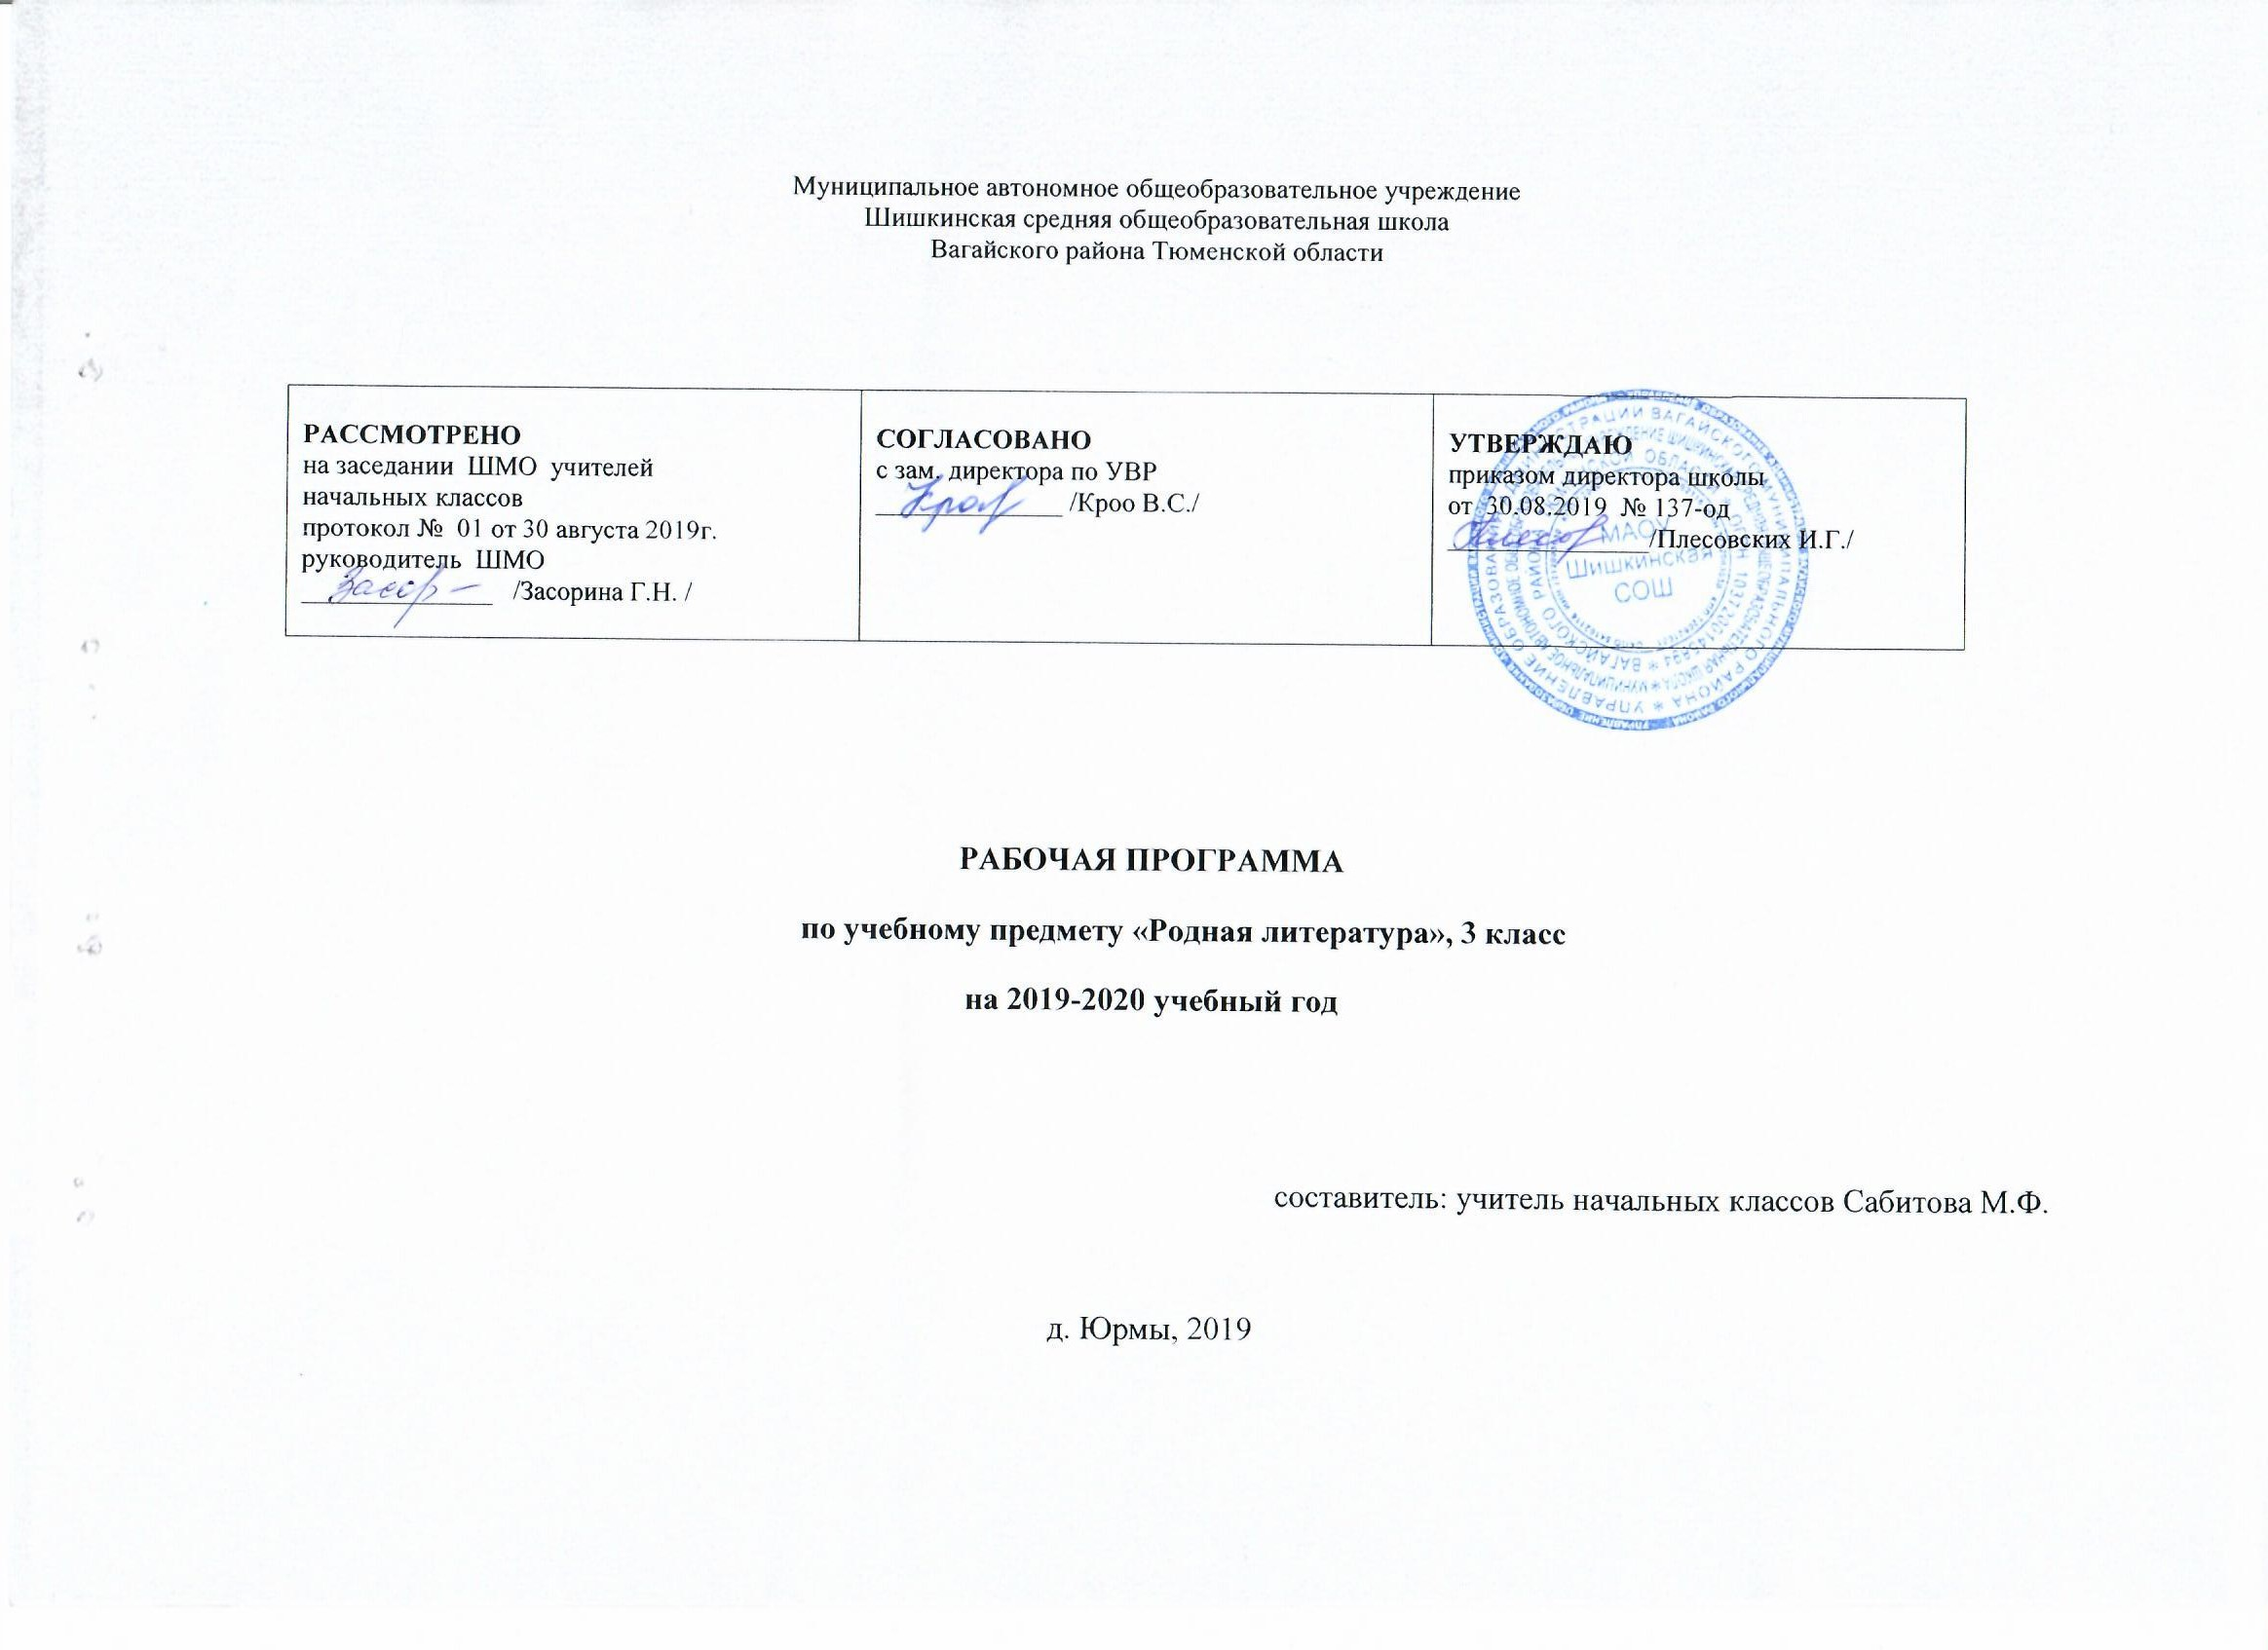 Муниципальное автономное общеобразовательное учреждение
Шишкинская средняя общеобразовательная школа
Вагайского района Тюменской области
РАССМОТРЕНО
на заседании ШМО учителей
начальных классов
протокол № 01 от 30 августа 2019г.
руководитель ШМО
Засор /Засорина Г.Н. /
СОГЛАСОВАНО
с зам. директора по УВР
/Кроо В.С./
УТВЕРЖДАЮ
приказом директора школы
от 30.08.2019 № 137-од
/Плесовских И.Г./
МАОУ
Шишкинская
СОШ
РАБОЧАЯ ПРОГРАММА
по учебному предмету «Родная литература», 3 класс
на 2019-2020 учебный год
составитель: учитель начальных классов Сабитова М.Ф.
д. Юрмы, 2019